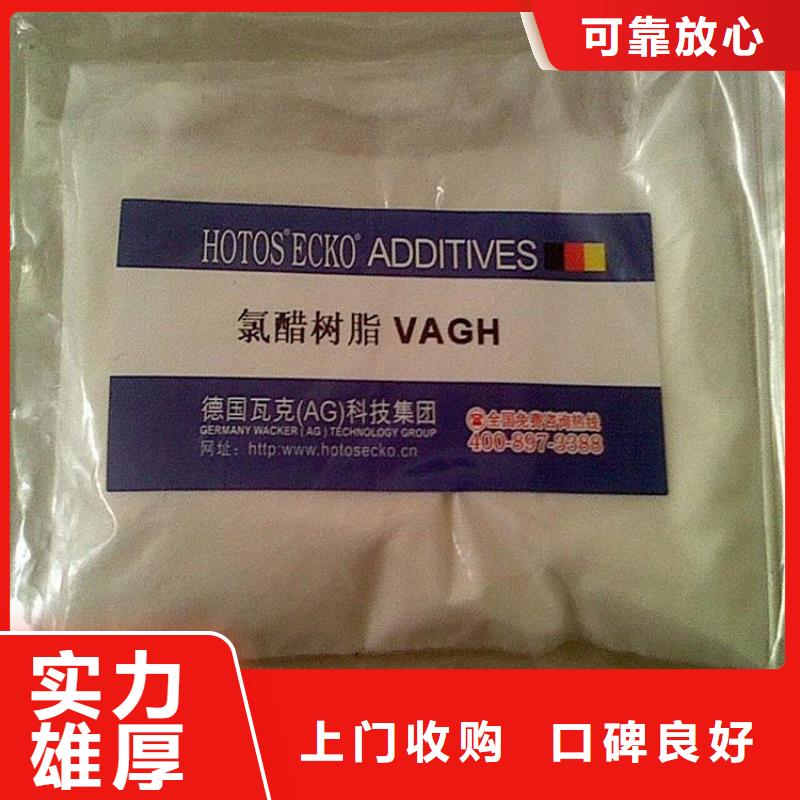 可靠放心
HOTOS®ECKO® ADDITIVES
氯醋树脂 VAGH
德国瓦克(AG)科技集团
GERMANY WACKER (AG) TECHNOLOGY GROUP
网址: http:www.hotosecko.cn
☎全国免费咨询热线
400-897-3388
实力
雄厚
上门收购 口碑良好